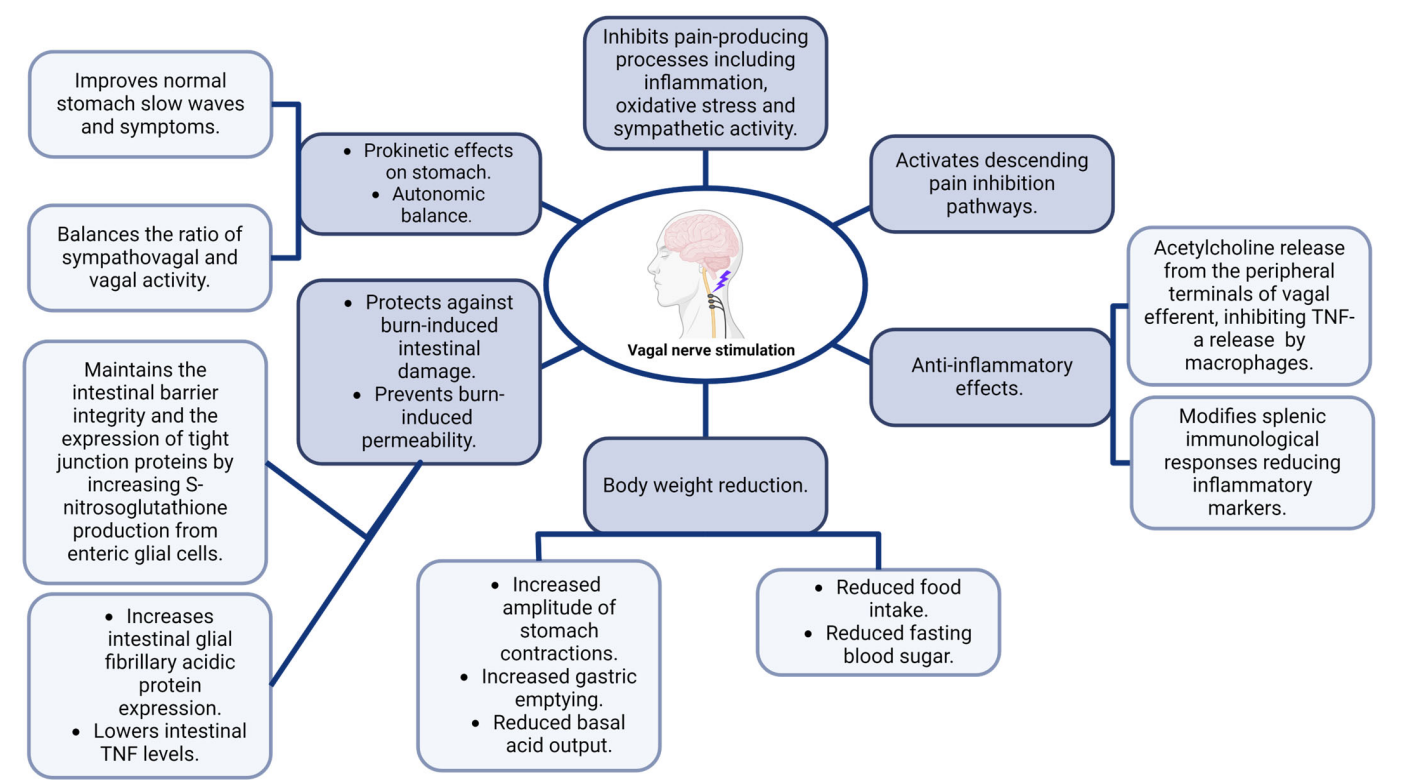 Inhibits pain-producing
processes including
inflammation,
oxidative stress and
sympathetic activity.
Improves normal
stomach slow waves
and symptoms.
• Prokinetic effects
on stomach.
• Autonomic
balance.
Activates descending
pain inhibition
pathways.
Balances the ratio of
sympathovagal and
vagal activity.
Acetylcholine release
from the peripheral
terminals of vagal
efferent, inhibiting TNF-
a release by
macrophages.
• Protects against
burn-induced
intestinal
damage.
• Prevents burn-
induced
permeability.
Vagal nerve stimulation
Anti-inflammatory
effects.
Maintains the
intestinal barrier
integrity and the
expression of tight
junction proteins by
increasing S-
nitrosoglutathione
production from
enteric glial cells.
Modifies splenic
immunological
responses reducing
inflammatory
markers.
Body weight reduction.
• Increases
intestinal glial
fibrillary acidic
protein
expression.
• Lowers intestinal
TNF levels.
• Increased
amplitude of
stomach
contractions.
• Increased gastric
emptying.
• Reduced basal
acid output.
• Reduced food
intake.
• Reduced fasting
blood sugar.